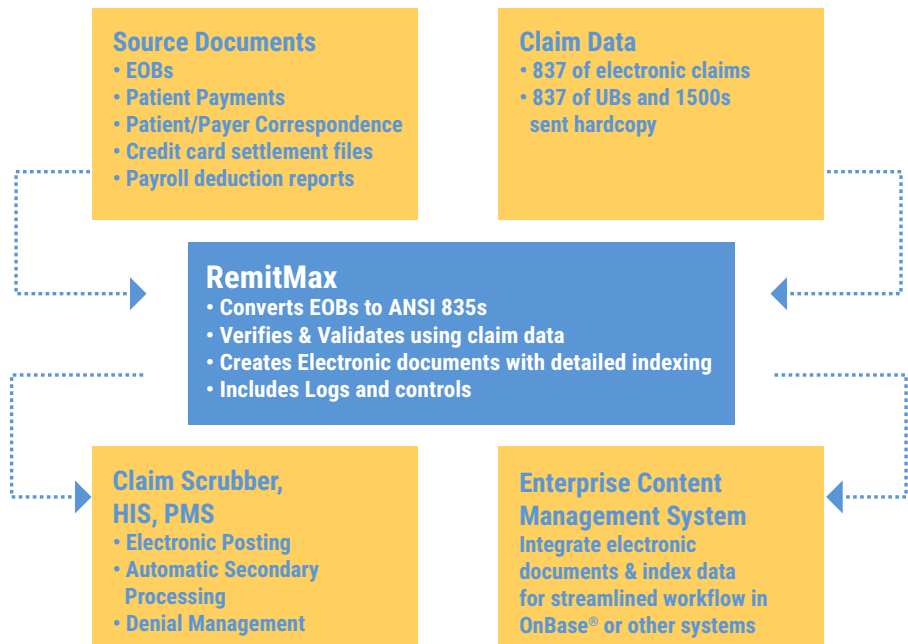 Source Documents
• EOBs
• Patient Payments
• Patient/Payer Correspondence
• Credit card settlement files
• Payroll deduction reports
Claim Data
• 837 of electronic claims
• 837 of UBs and 1500s
sent hardcopy
RemitMax
• Converts EOBs to ANSI 835s
• Verifies & Validates using claim data
• Creates Electronic documents with detailed indexing
• Includes Logs and controls
Claim Scrubber,
HIS, PMS
• Electronic Posting
• Automatic Secondary
Processing
• Denial Management
Enterprise Content
Management System
Integrate electronic
documents & index data
for streamlined workflow in
OnBase® or other systems